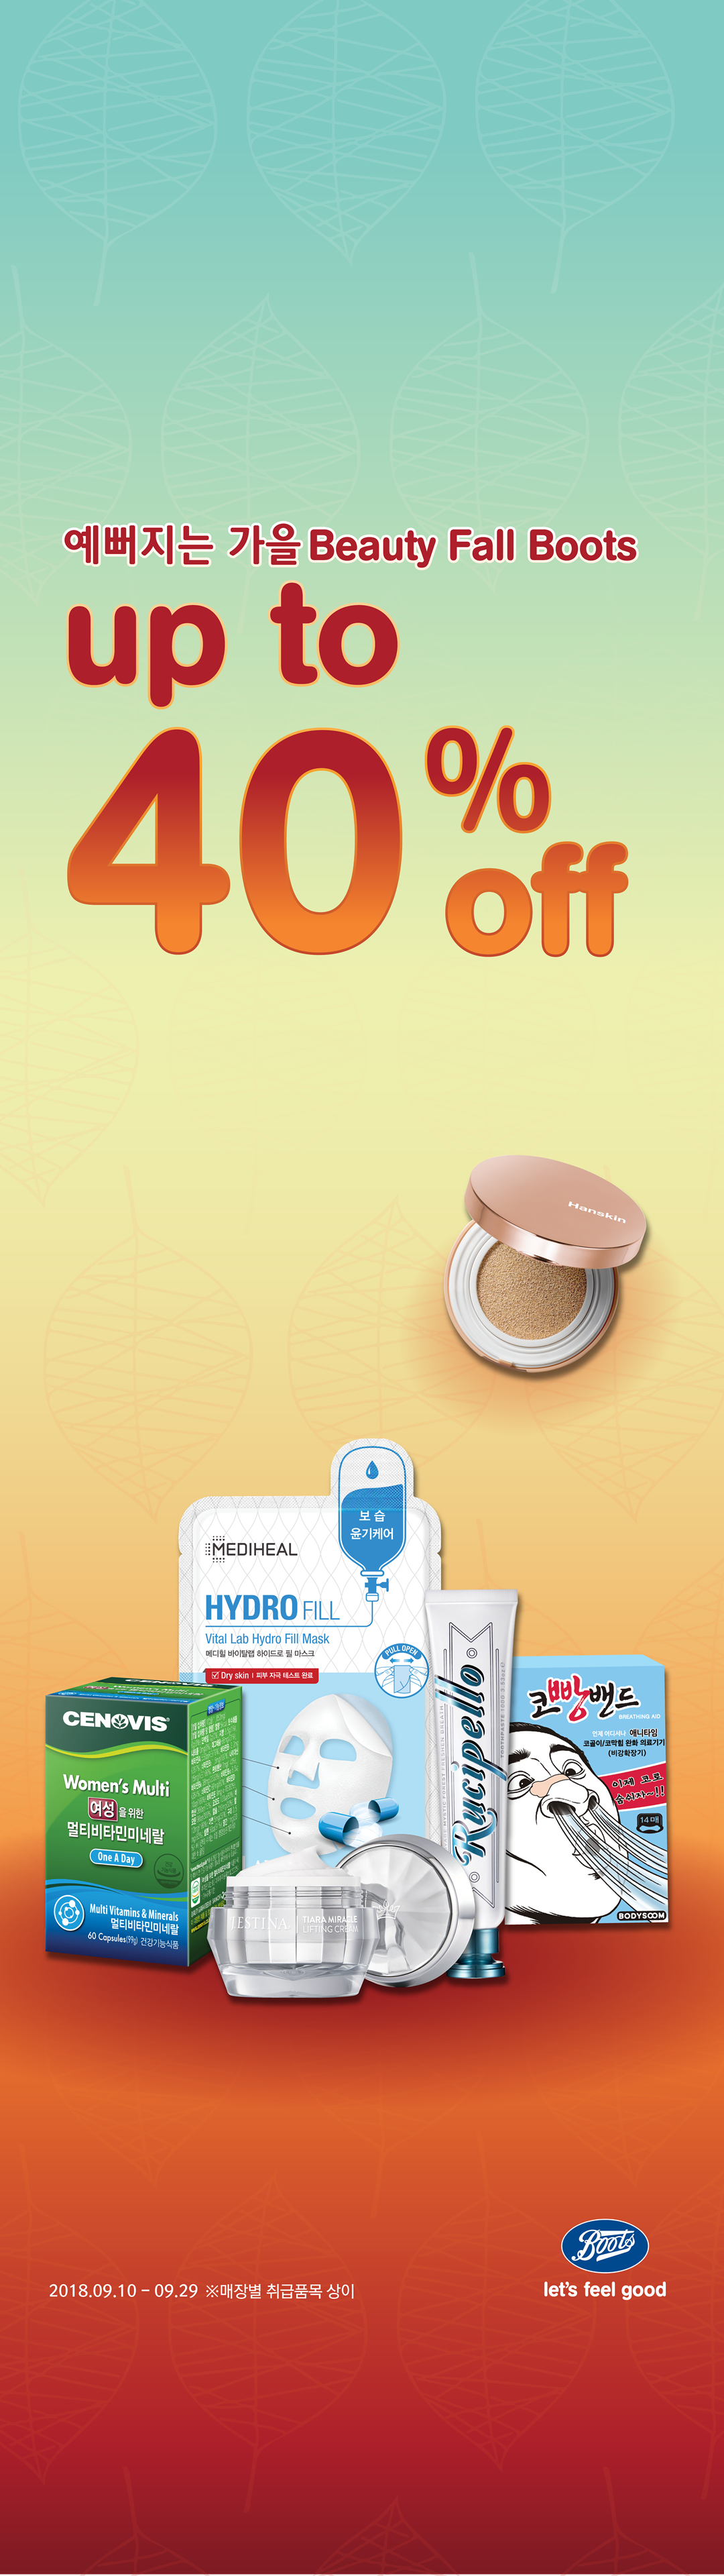 예뻐지는 가을 Beauty Fall Boots
up to
40%
off
Hanskin
보습
윤기케어
MEDIHEAL
HYDRO FILL
Vital Lab Hydro Fill Mask
메디힐 바이탈랩 하이드로 필 마스크
Dry skin | 피부 자극 테스트 완료
PULL OPEN
CENOVIS
Women's Multi
여성을 위한
멀티비타민미네랄
One A Day
Multi Vitamins & Minerals
멀티비타민미네랄
60 Capsules(99g) 건강기능식품
J.ESTINA
TIARA MIRACLE
LIFTING CREAM
Rucipello
코빵밴드
BREATHING AID
언제 어디서나 애니타임
코골이/코막힘 완화 의료기기
(비강확장기)
이제 코로
숨쉬자~!!
14매
BODYSOOM
Boots
let's feel good
2018.09.10 - 09.29 ※매장별 취급품목 상이